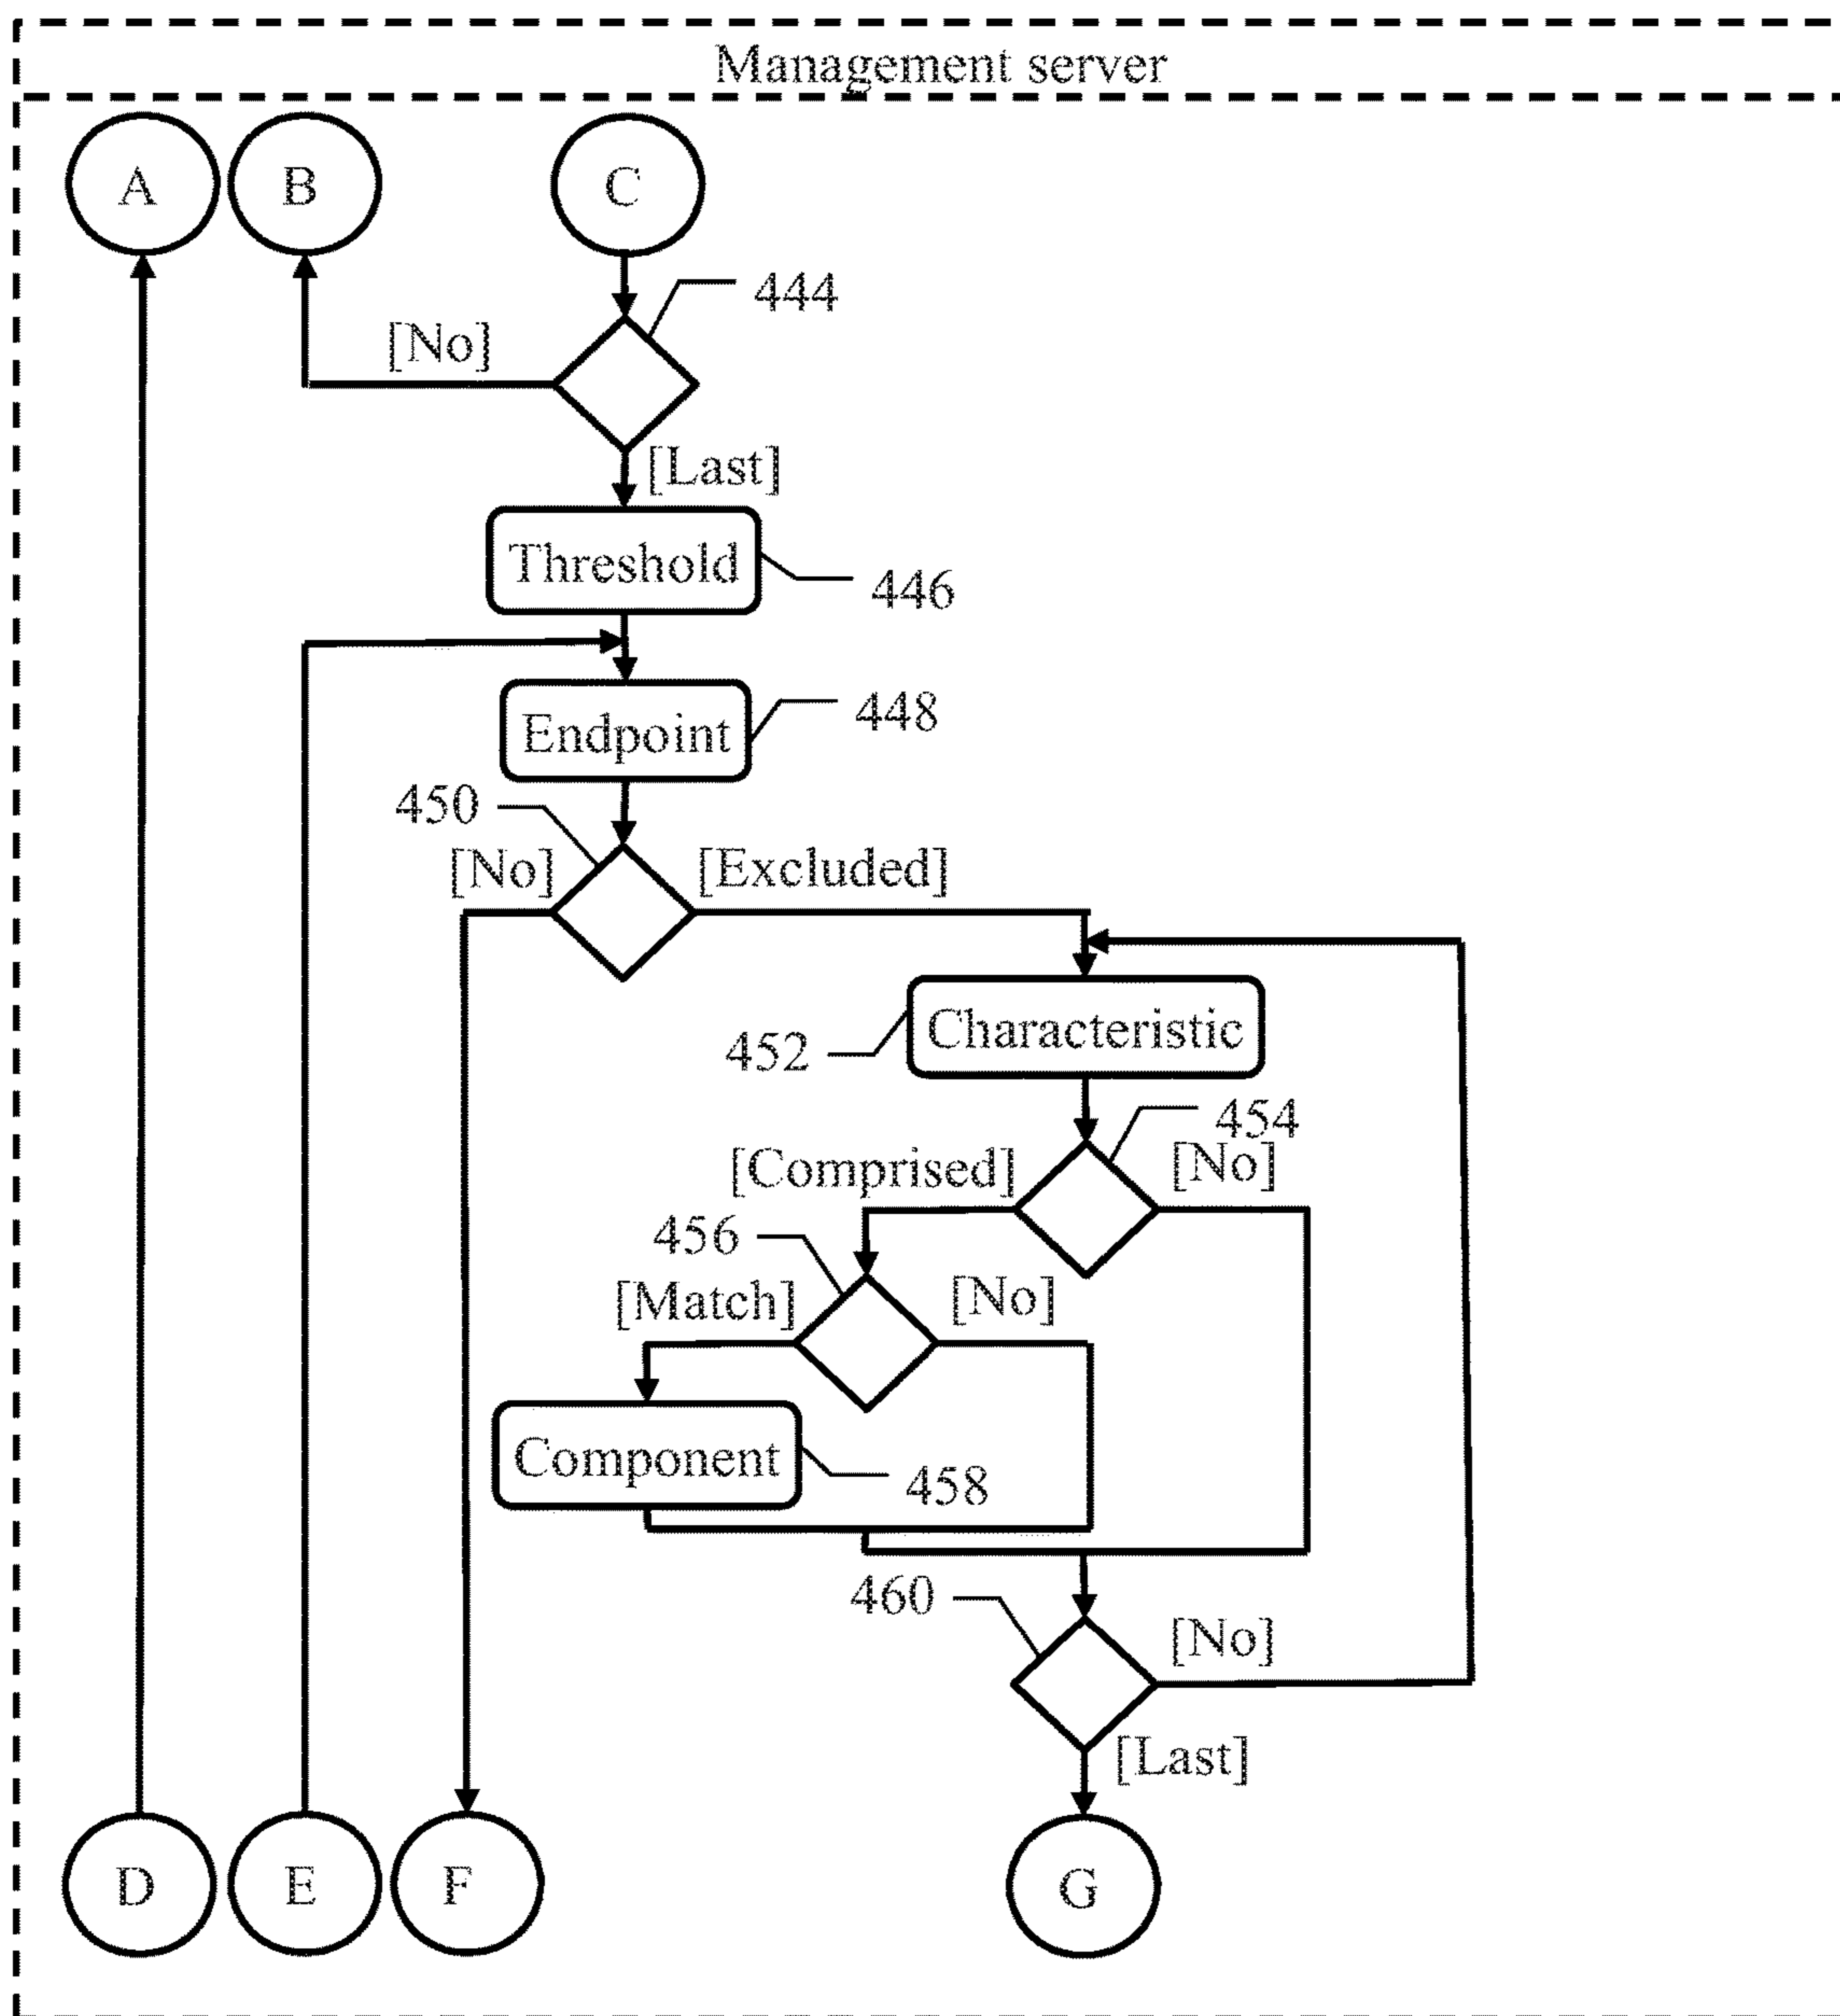 Management server
A B C
444
[No]
[Last]
Threshold
446
Endpoint
448
450
[No] [Excluded]
Characteristic
452
454
[Comprised] [No]
456
[Match] [No]
Component
458
460
[No]
[Last]
D E F G